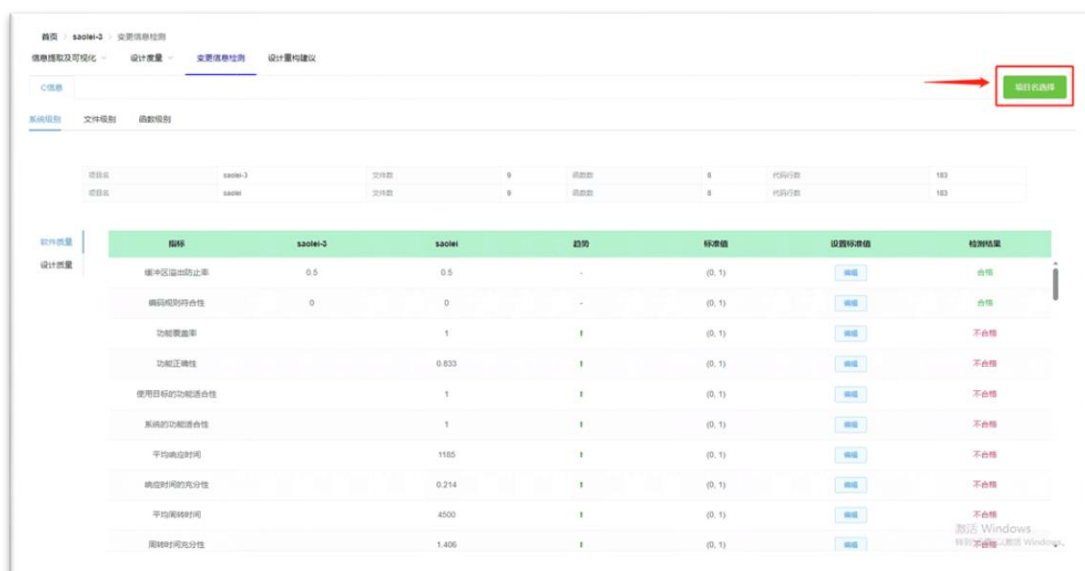 首页 > saolei-3 > 变更信息检测
信息提取及可视化 设计度量 变更信息检测 设计重构建议
C信息 项目名选择
系统级别 文件级别 函数级别
项目名 saolei-3 文件数 9 函数数 8 代码行数 183
项目名 saolei 文件数 9 函数数 8 代码行数 183
软件质量
设计质量
指标 saolei-3 saolei 趋势 标准值 设置标准值 检测结果
缓冲区溢出防止率 0.5 0.5 - (0, 1) 编辑 合格
编码规则符合性 0 0 - (0, 1) 编辑 合格
功能覆盖率 1 (0, 1) 编辑 不合格
功能正确性 0.833 (0, 1) 编辑 不合格
使用目标的功能适合性 1 (0, 1) 编辑 不合格
系统的功能适合性 1 (0, 1) 编辑 不合格
平均响应时间 1185 (0, 1) 编辑 不合格
响应时间的充分性 0.214 (0, 1) 编辑 不合格
平均周转时间 4500 (0, 1) 编辑 不合格
周转时间充分性 1.406 (0, 1) 编辑 不合格
激活 Windows
转到 以激活 Windows。